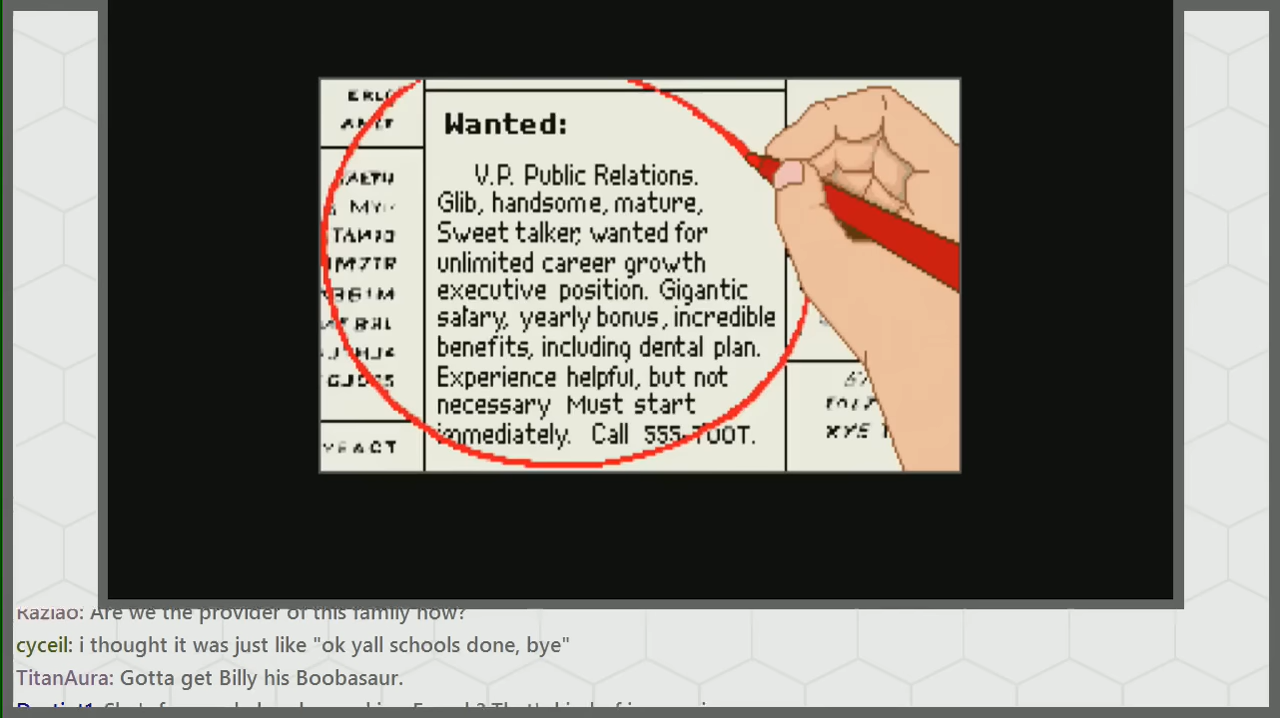 Wanted:
V.P. Public Relations.
Glib, handsome, mature,
Sweet talker, wanted for
unlimited career growth
executive position. Gigantic
salary, yearly bonus, incredible
benefits, including dental plan.
Experience helpful, but not
necessary Must start
immediately. Call 555-TOOT.
Raziao: Are we the provider of this family now?
cyceil: i thought it was just like "ok yall schools done, bye"
TitanAura: Gotta get Billy his Boobasaur.